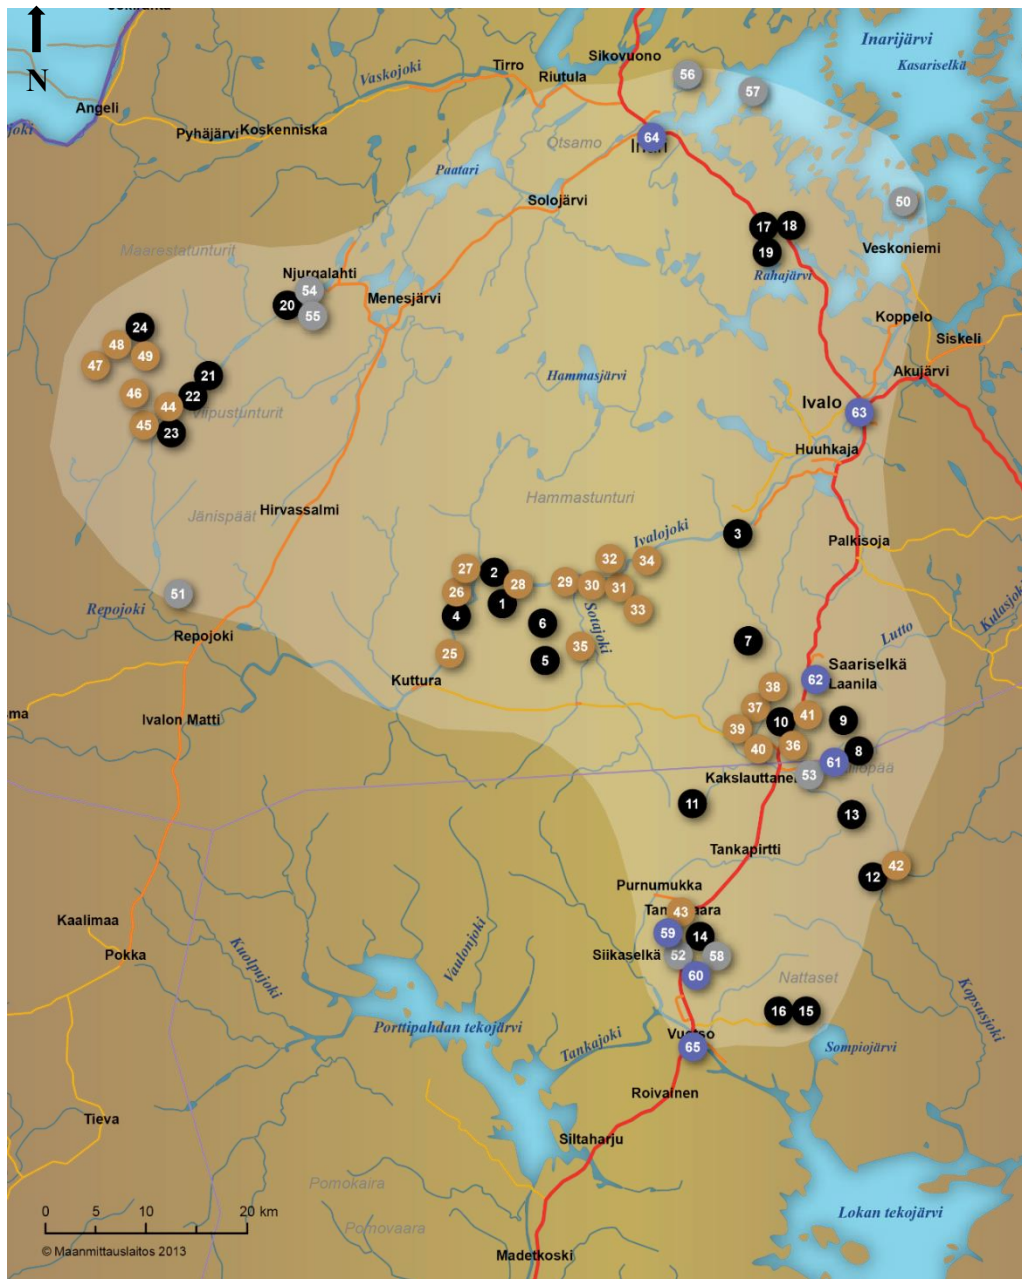 Inarijärvi
Sikovuono
Kasariselkä
Tirro
Vaskojoki
Riutula
56
57
N
Angeli
joki
Pyhäjärvi
Koskenniska
64
Otsamo
Inari
Paatari
Solojärvi
50
17
18
Veskoniemi
Maarestatunturit
19
Rahajärvi
Njurgalahti
54
20
55
Menesjärvi
Koppelo
24
48
49
47
Siskeli
21
Hammasjärvi
Akujärvi
46
22
44
Viipustunturit
Ivalo
63
45
23
Huuhkaja
Hammastunturi
Jänispäät
Hirvassalmi
Ivalojoki
3
Palkisoja
32
34
27
2
28
29
30
31
26
51
1
Repojoki
33
Kulasjoki
4
Sotajoki
6
Lutto
Repojoki
7
35
25
5
Saariselkä
Kuttura
62
Laanila
38
37
41
ma
Ivalon Matti
10
9
39
36
40
8
61
Kakslauttanen
53
11
13
Tankapirtti
42
12
Purnumukka
43
Kaalimaa
59
14
Pokka
Siikaselkä
52
58
60
Kuolpujoki
Vaulonjoki
Nattaset
Kopsusjoki
16
15
Porttipahdan tekojärvi
Vuotso
Tankajoki
65
Sompiojärvi
Roivainen
Tieva
Siltaharju
Pomokaira
Lokan tekojärvi
0 5 10 20 km
Pomovaara
© Maanmittauslaitos 2013
Madetkoski